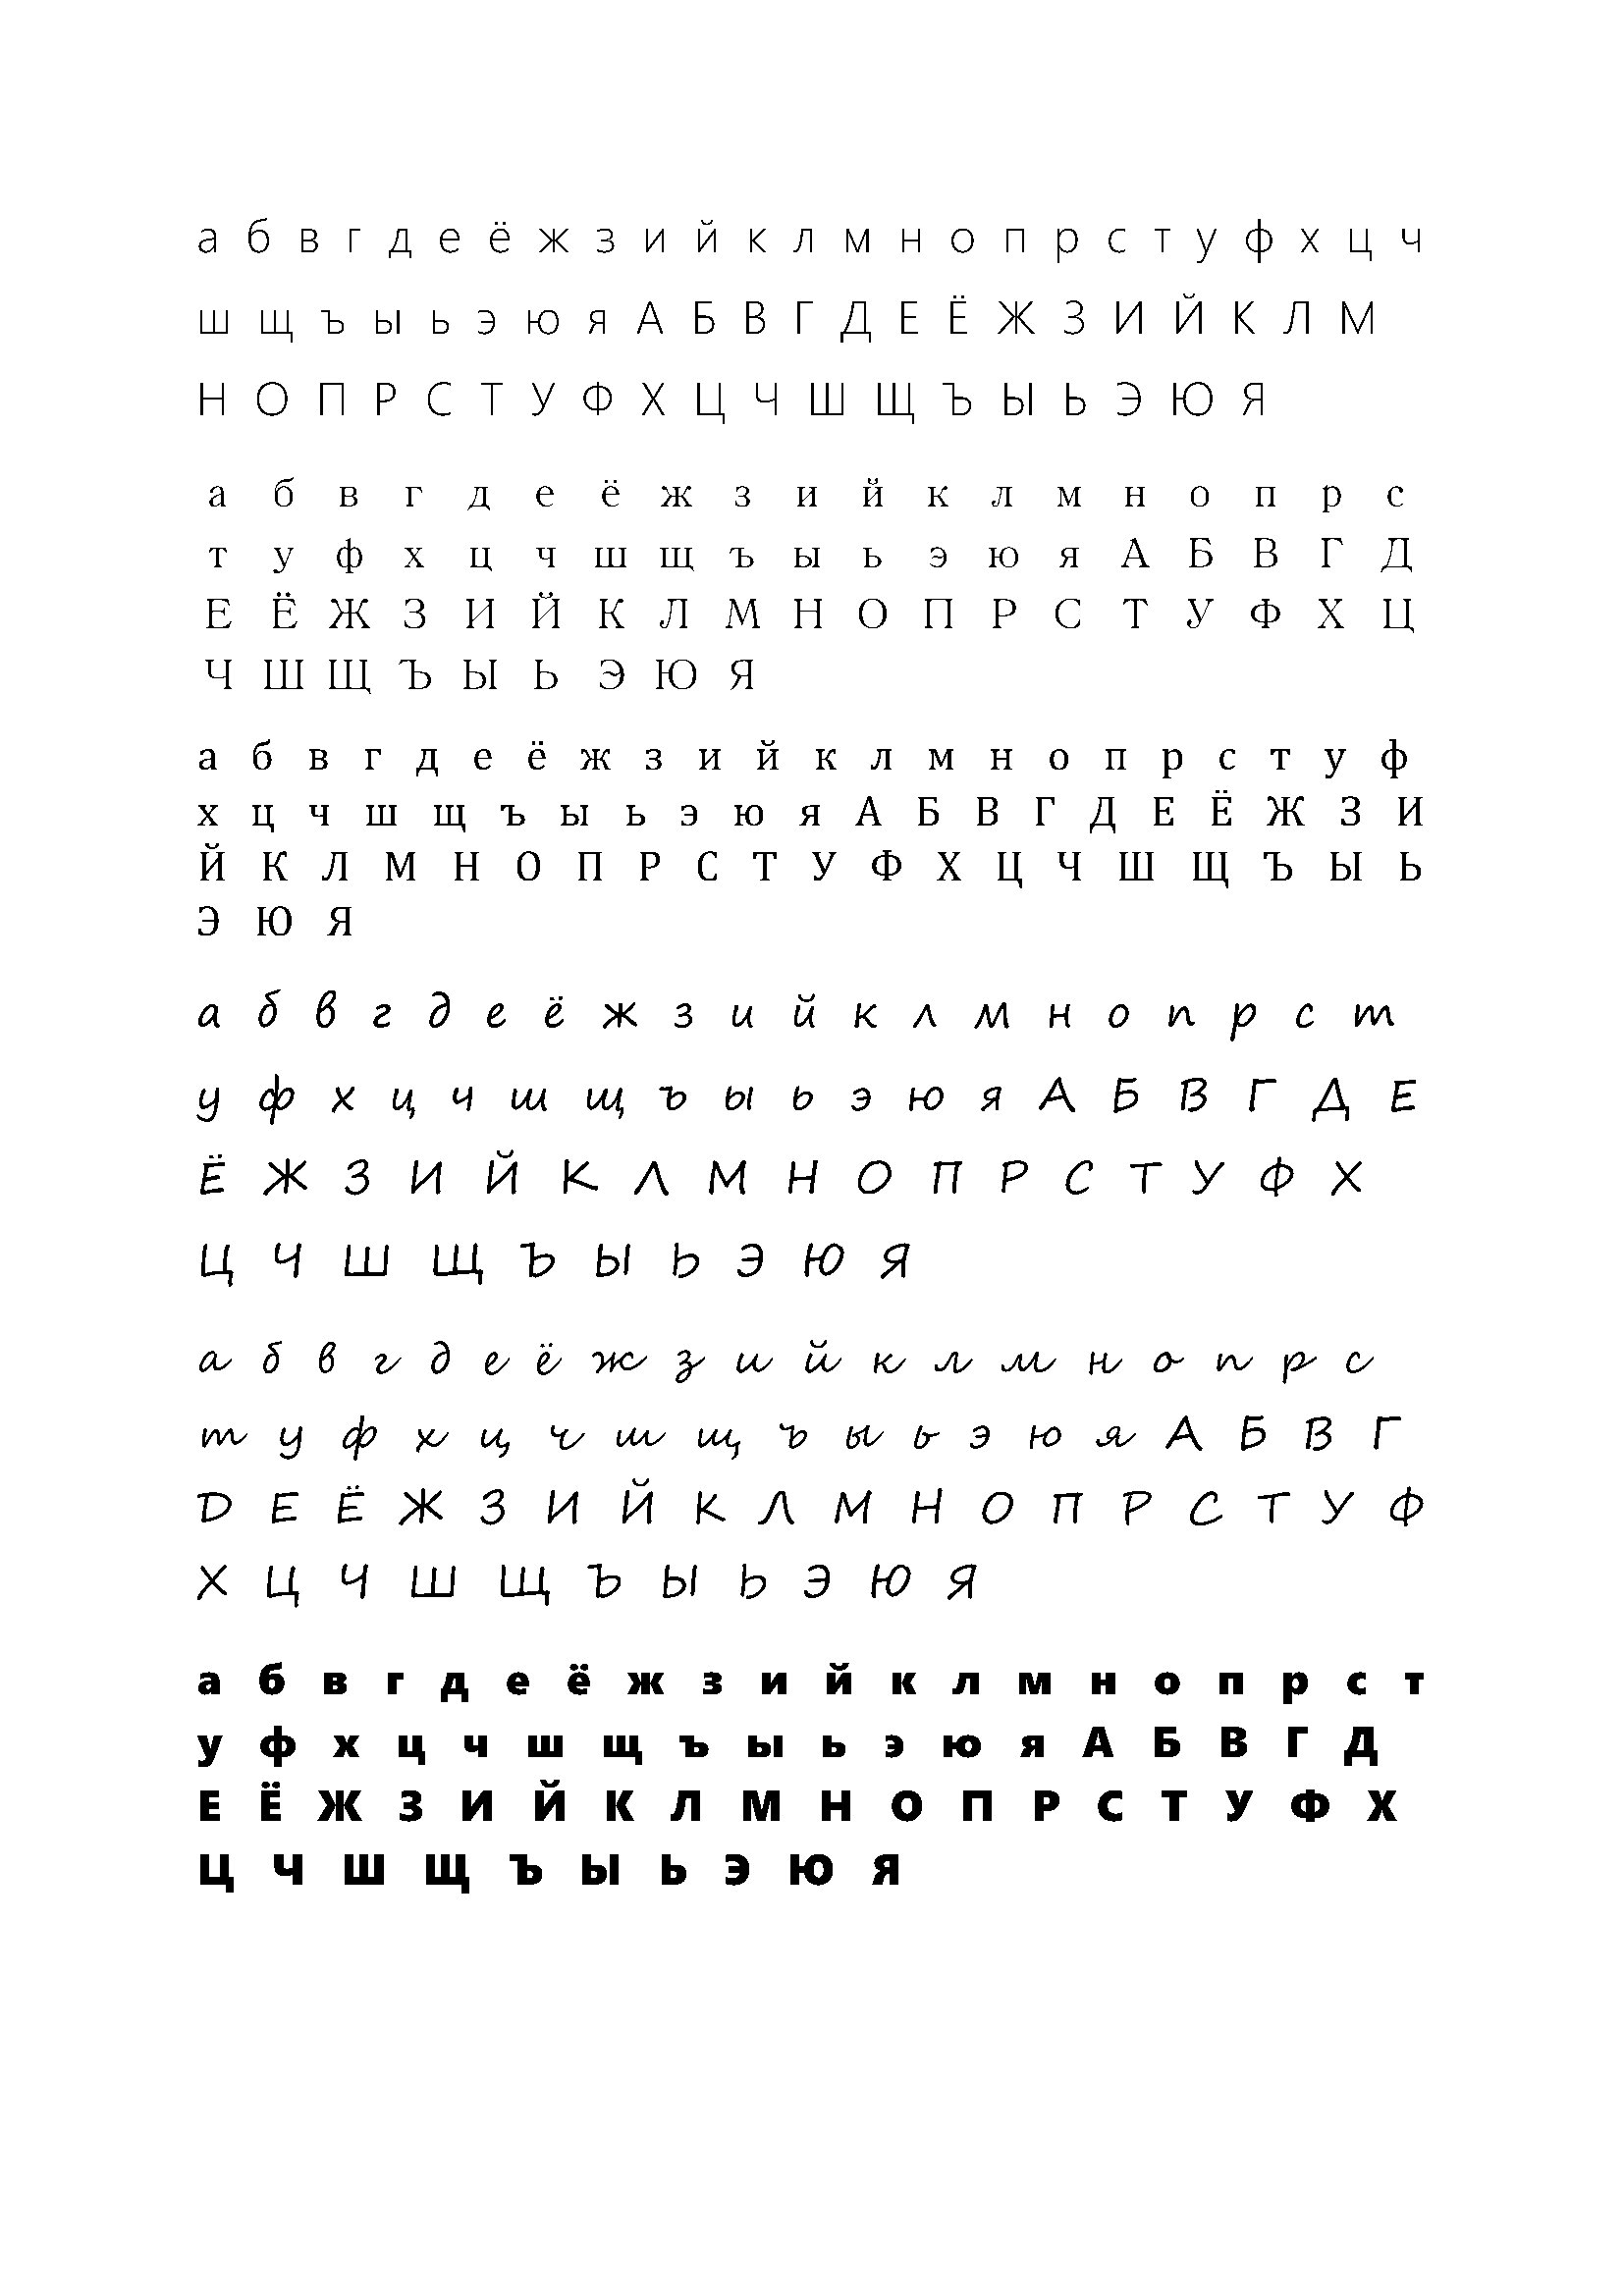 а б в г д е ё ж з и й к л м н о п р с т у ф х ц ч
ш щ ъ ы ь э ю я А Б В Г Д Е Ё Ж З И Й К Л М
Н О П Р С Т У Ф Х Ц Ч Ш Щ Ъ Ы Ь Э Ю Я
а б в г д е ё ж з и й к л м н о п р с
т у ф х ц ч ш щ ъ ы ь э ю я А Б В Г Д
Е Ё Ж З И Й К Л М Н О П Р С Т У Ф Х Ц
Ч Ш Щ Ъ Ы Ь Э Ю Я
а б в г д е ё ж з и й к л м н о п р с т у ф
х ц ч ш щ ъ ы ь э ю я А Б В Г Д Е Ё Ж З И
Й К Л М Н О П Р С Т У Ф Х Ц Ч Ш Щ Ъ Ы Ь
Э Ю Я
а б в г д е ё ж з и й к л м н о п р с т
у ф х ц ч ш щ ъ ы ь э ю я А Б В Г Д Е
Ё Ж З И Й К Л М Н О П Р С Т У Ф Х
Ц Ч Ш Щ Ъ Ы Ь Э Ю Я
а б в г д е ё ж з и й к л м н о п р с
т у ф х ц ч ш щ ъ ы ь э ю я А Б В Г
Д Е Ё Ж З И Й К Л М Н О П Р С Т У Ф
Х Ц Ч Ш Щ Ъ Ы Ь Э Ю Я
а б в г д е ё ж з и й к л м н о п р с т
у ф х ц ч ш щ ъ ы ь э ю я А Б В Г Д
Е Ё Ж З И Й К Л М Н О П Р С Т У Ф Х
Ц Ч Ш Щ Ъ Ы Ь Э Ю Я